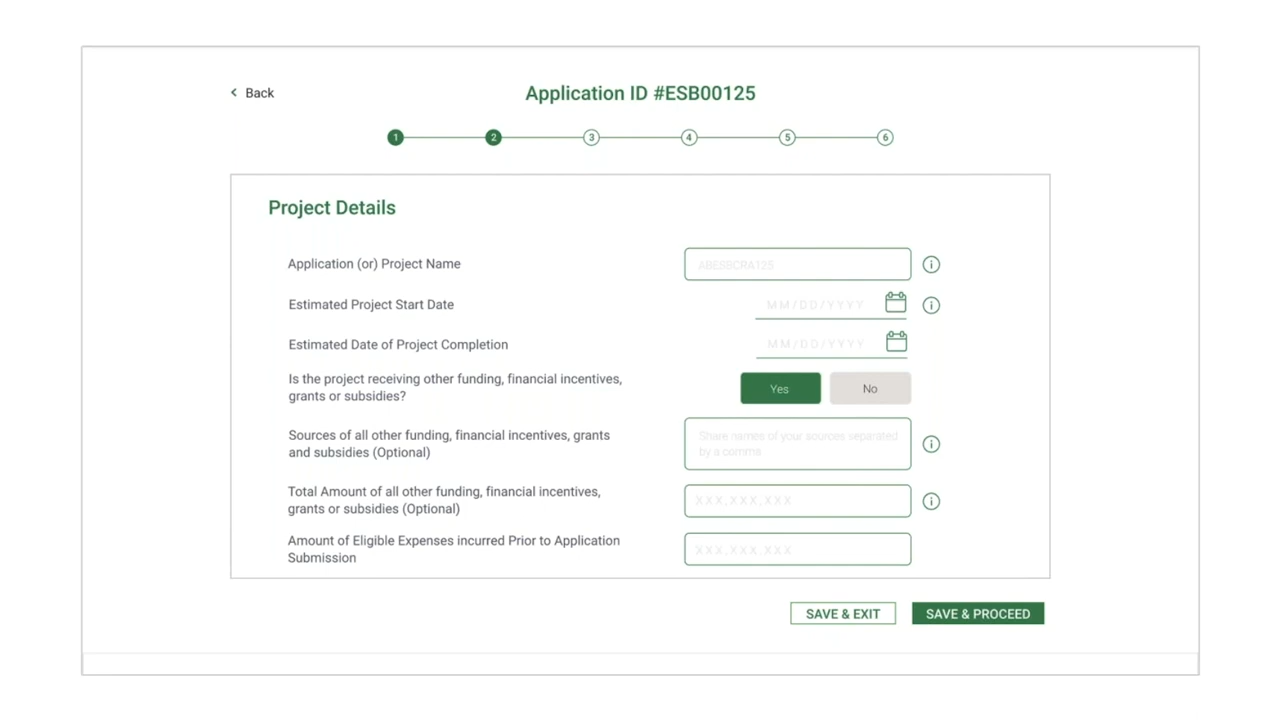 Back
Application ID #ESB00125
1 2 3 4 5 6
Project Details
Application (or) Project Name
ABESBCRA125
Estimated Project Start Date
MM/DD/YYYY
Estimated Date of Project Completion
MM/DD/YYYY
Is the project receiving other funding, financial incentives,
grants or subsidies?
Yes No
Sources of all other funding, financial incentives, grants
and subsidies (Optional)
Share names of your sources separated
by a comma
Total Amount of all other funding, financial incentives,
grants or subsidies (Optional)
XXX,XXX,XXX
Amount of Eligible Expenses incurred Prior to Application
Submission
XXX,XXX,XXX
SAVE & EXIT SAVE & PROCEED